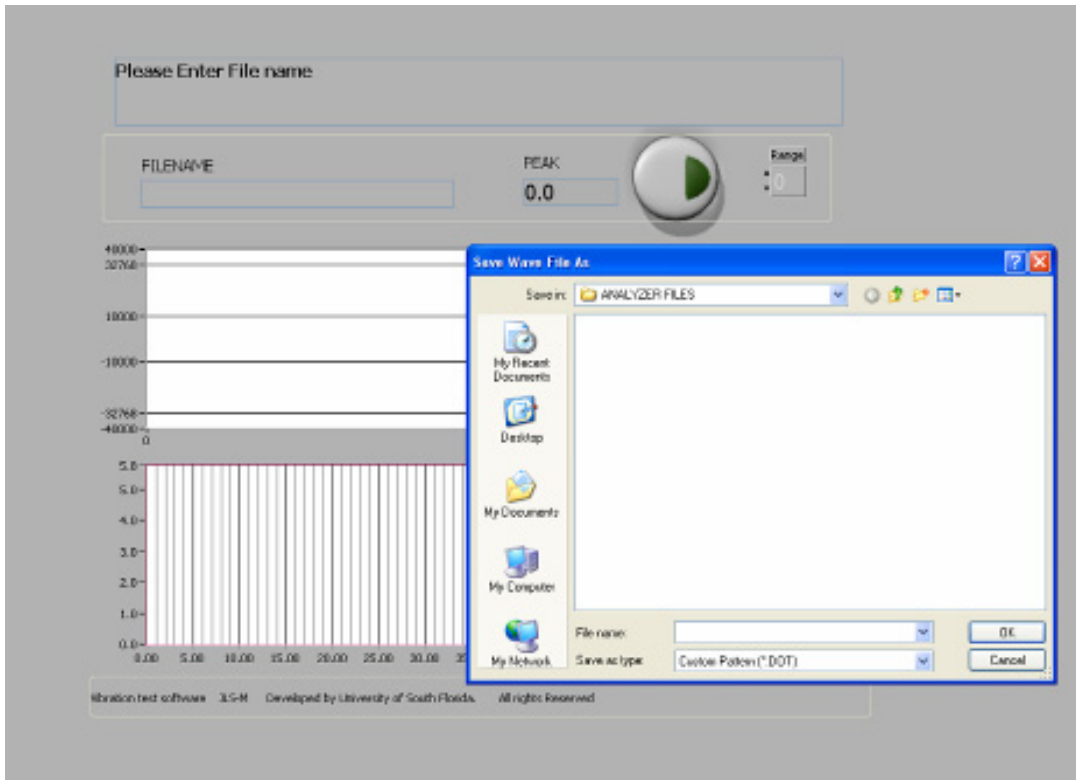 Please Enter File name
FILENAME
PEAK
0.0
Range
0
40000
32768
10000
-10000
-32768
-40000
0
5.0
5.0
4.0
3.0
2.0
1.0
0.0
0.00 5.00 10.00 15.00 20.00 25.00 30.00
Save Wave File As
Save in: ANALYZER FILES
My Recent
Documents
Desktop
My Documents
My Computer
My Network
File name:
OK
Save as type: Custom Pattern (*.DOT)
Cancel
vibration test software JLS-M Developed by University of South Florida. All rights Reserved